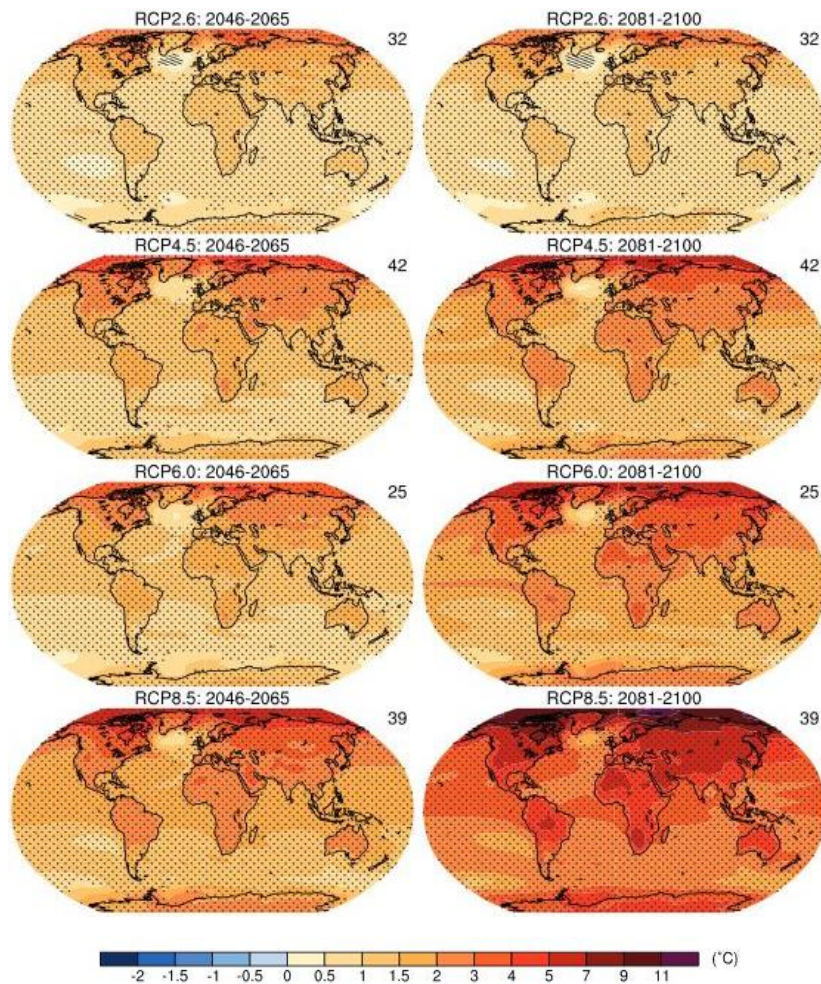 RCP2.6: 2046-2065
32
RCP2.6: 2081-2100
32
RCP4.5: 2046-2065
42
RCP4.5: 2081-2100
42
RCP6.0: 2046-2065
25
RCP6.0: 2081-2100
25
RCP8.5: 2046-2065
39
RCP8.5: 2081-2100
39
-2 -1.5 -1 -0.5 0 0.5 1 1.5 2 3 4 5 7 9 11 (°C)